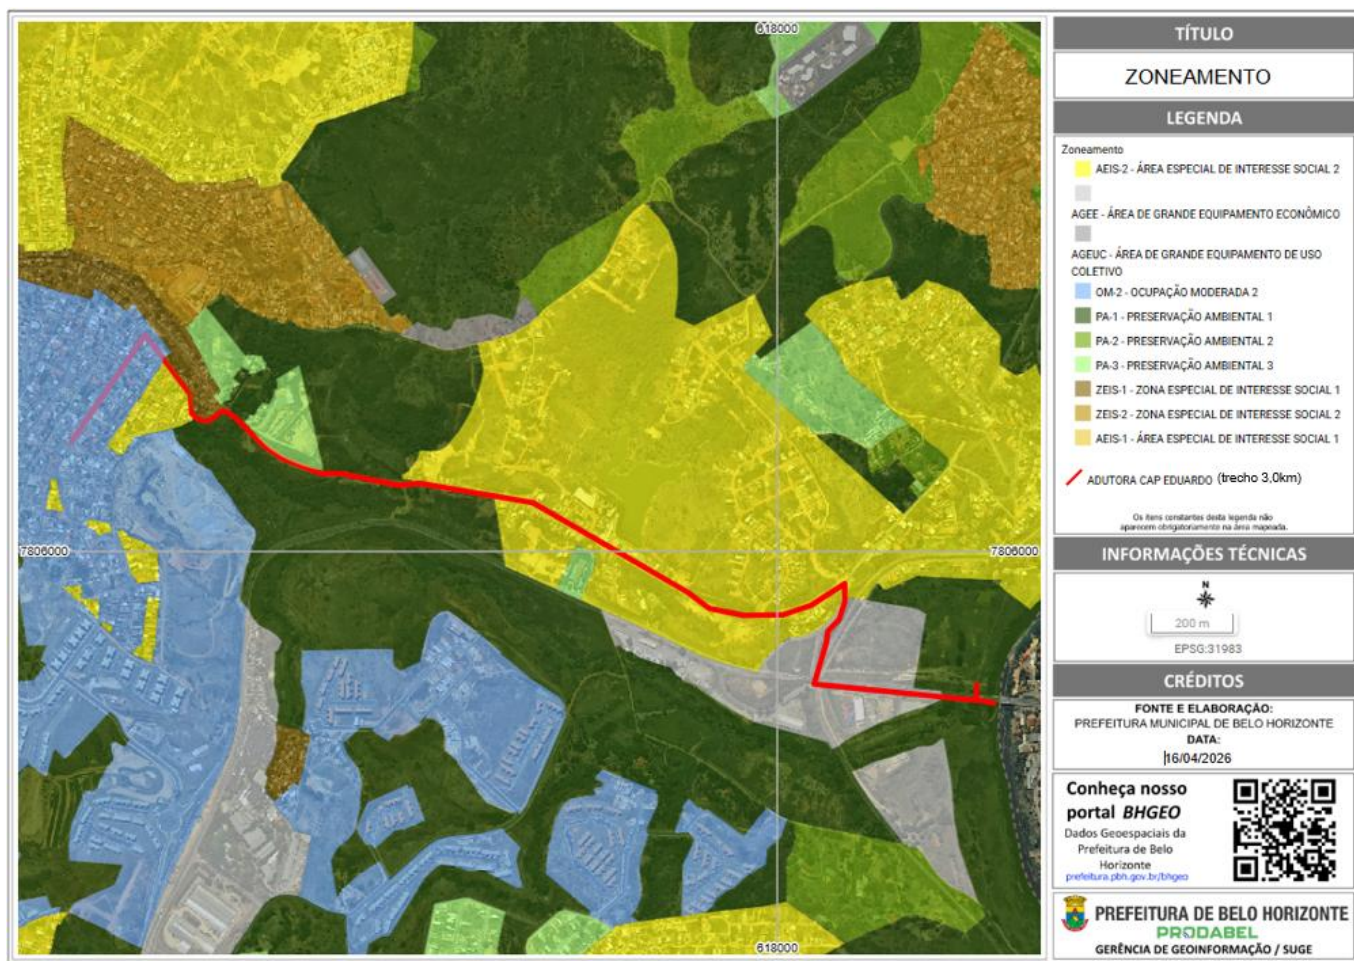 618000
7806000
7806000
618000
TÍTULO
ZONEAMENTO
LEGENDA
Zoneamento
AEIS-2 - ÁREA ESPECIAL DE INTERESSE SOCIAL 2
AGEE - ÁREA DE GRANDE EQUIPAMENTO ECONÔMICO
AGEUC - ÁREA DE GRANDE EQUIPAMENTO DE USO
COLETIVO
OM-2 - OCUPAÇÃO MODERADA 2
PA-1 - PRESERVAÇÃO AMBIENTAL 1
PA-2 - PRESERVAÇÃO AMBIENTAL 2
PA-3 - PRESERVAÇÃO AMBIENTAL 3
ZEIS-1 - ZONA ESPECIAL DE INTERESSE SOCIAL 1
ZEIS-2 - ZONA ESPECIAL DE INTERESSE SOCIAL 2
AEIS-1 - ÁREA ESPECIAL DE INTERESSE SOCIAL 1
ADUTORA CAP EDUARDO (trecho 3,0km)
Os itens constantes desta legenda não
aparecem obrigatoriamente na área mapeada.
INFORMAÇÕES TÉCNICAS
N
200 m
EPSG:31983
CRÉDITOS
FONTE E ELABORAÇÃO:
PREFEITURA MUNICIPAL DE BELO HORIZONTE
DATA:
16/04/2026
Conheça nosso
portal BHGEO
Dados Geoespaciais da
Prefeitura de Belo
Horizonte
prefeitura.pbh.gov.br/bhgeo
PREFEITURA DE BELO HORIZONTE
PRODABEL
GERÊNCIA DE GEOINFORMAÇÃO / SUGE